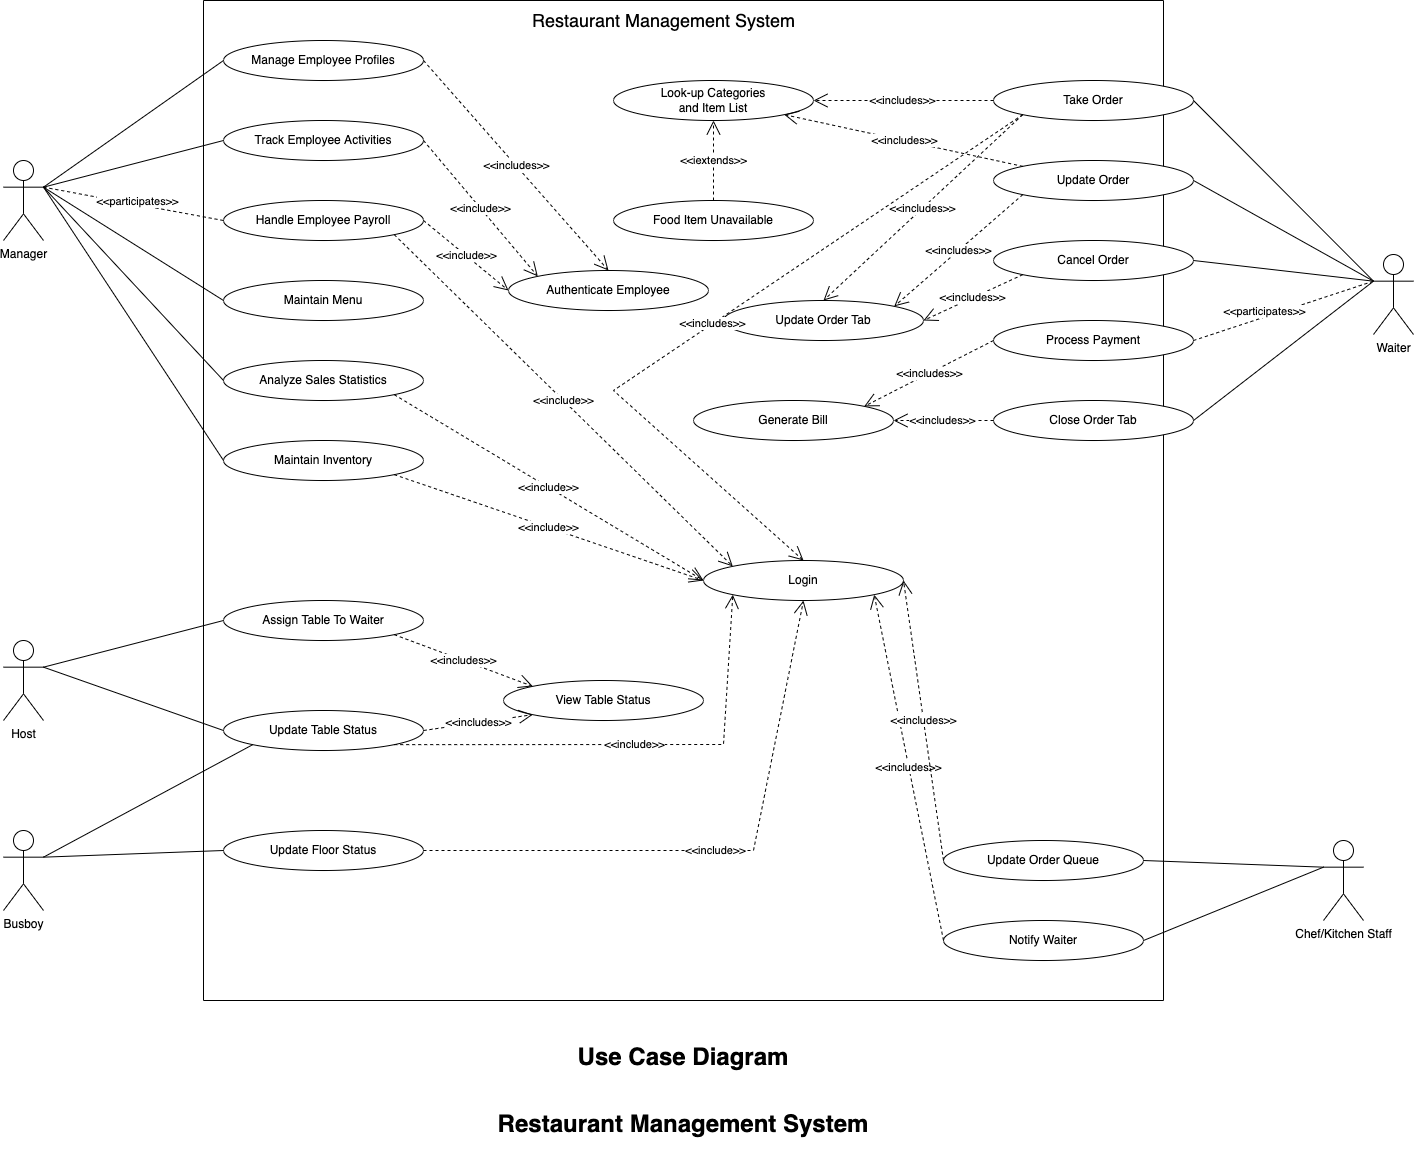 Restaurant Management System
Manage Employee Profiles
Look-up Categories
and Item List
<<includes>>
Take Order
Track Employee Activities
<<includes>>
<<iextends>>
<<includes>>
Update Order
<<participates>>
<<include>>
<<includes>>
Handle Employee Payroll
Food Item Unavailable
Manager
<<include>>
<<includes>>
Cancel Order
Authenticate Employee
Maintain Menu
<<includes>>
<<participates>>
<<includes>>
Update Order Tab
Process Payment
Waiter
Analyze Sales Statistics
<<includes>>
<<include>>
Generate Bill
<<includes>>
Close Order Tab
Maintain Inventory
<<include>>
<<include>>
Login
Assign Table To Waiter
<<includes>>
View Table Status
Host
Update Table Status
<<includes>>
<<includes>>
<<include>>
<<includes>>
Update Floor Status
<<include>>
Update Order Queue
Busboy
Notify Waiter
Chef/Kitchen Staff
Use Case Diagram
Restaurant Management System